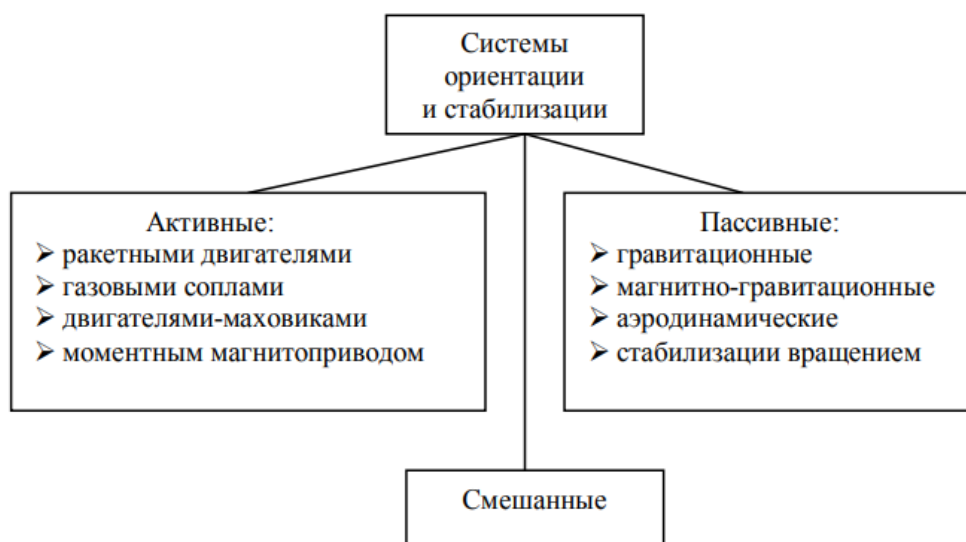 Системы
ориентации
и стабилизации
Активные:
➢ ракетными двигателями
➢ газовыми соплами
➢ двигателями-маховиками
➢ моментным магнитоприводом
Пассивные:
➢ гравитационные
➢ магнитно-гравитационные
➢ аэродинамические
➢ стабилизации вращением
Смешанные